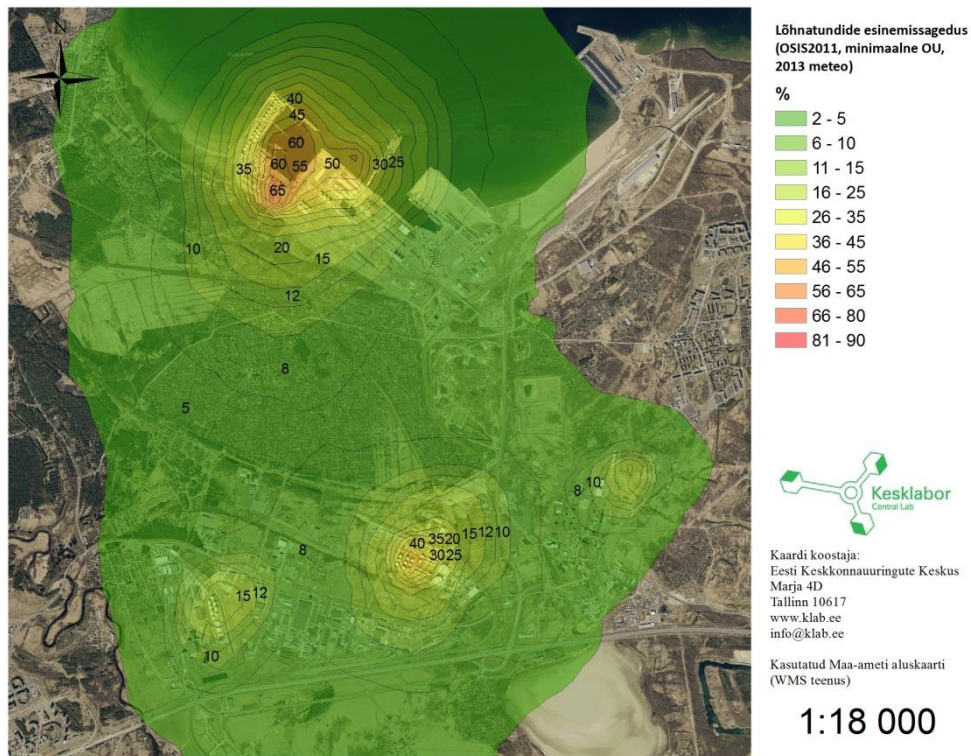 Lõhnatundide esinemissagedus
(OSIS2011, minimaalne OU,
2013 meteo)
%
2 - 5
6 - 10
11 - 15
16 - 25
26 - 35
36 - 45
46 - 55
56 - 65
66 - 80
81 - 90
N
40
45
60
60 55 50
35 30 25
65
10 20 15
12
8
5
8 10
35 20 15 12 10
40 30 25
8
15 12
10
Kesklabor
Central Lab
Kaardi koostaja:
Eesti Keskkonnauuringute Keskus
Marja 4D
Tallinn 10617
www.klab.ee
info@klab.ee
Kasutatud Maa-ameti aluskaarti
(WMS teenus)
1:18 000